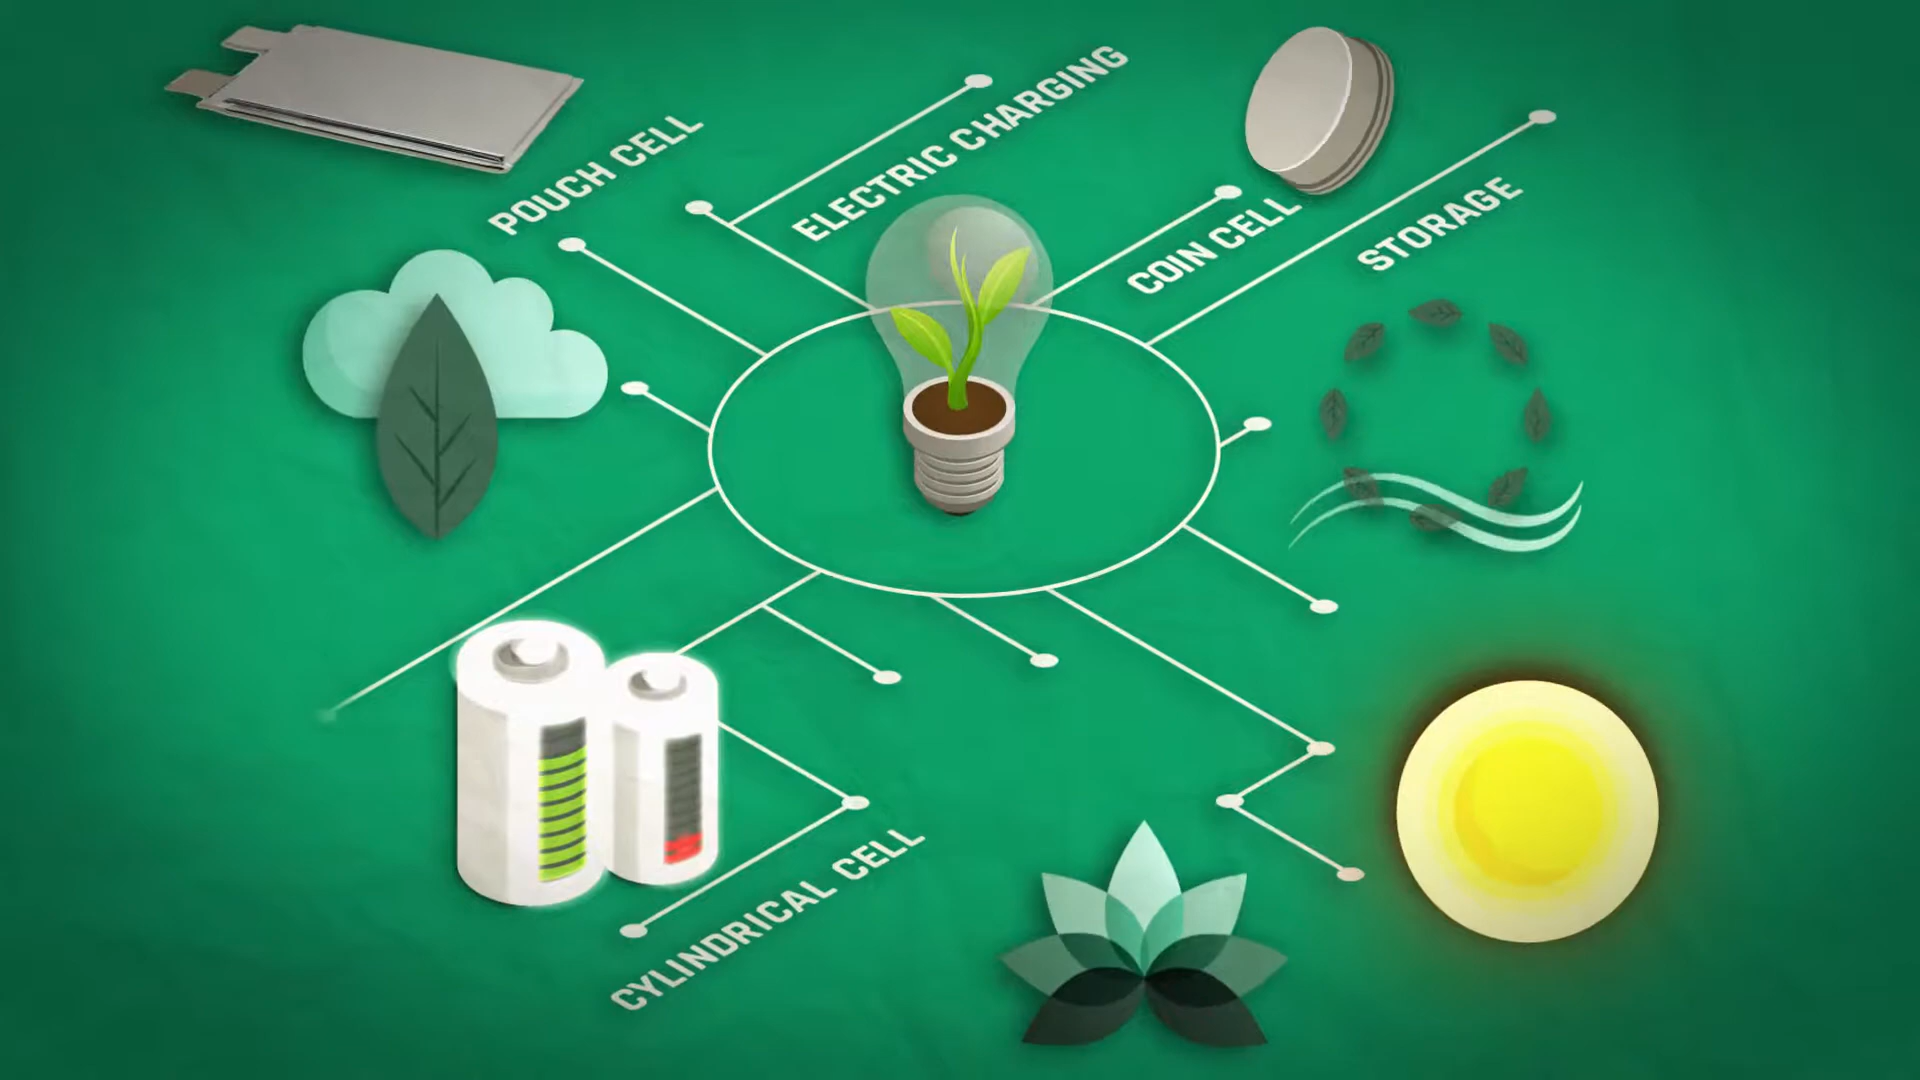 POUCH CELL
ELECTRIC CHARGING
COIN CELL
STORAGE
CYLINDRICAL CELL